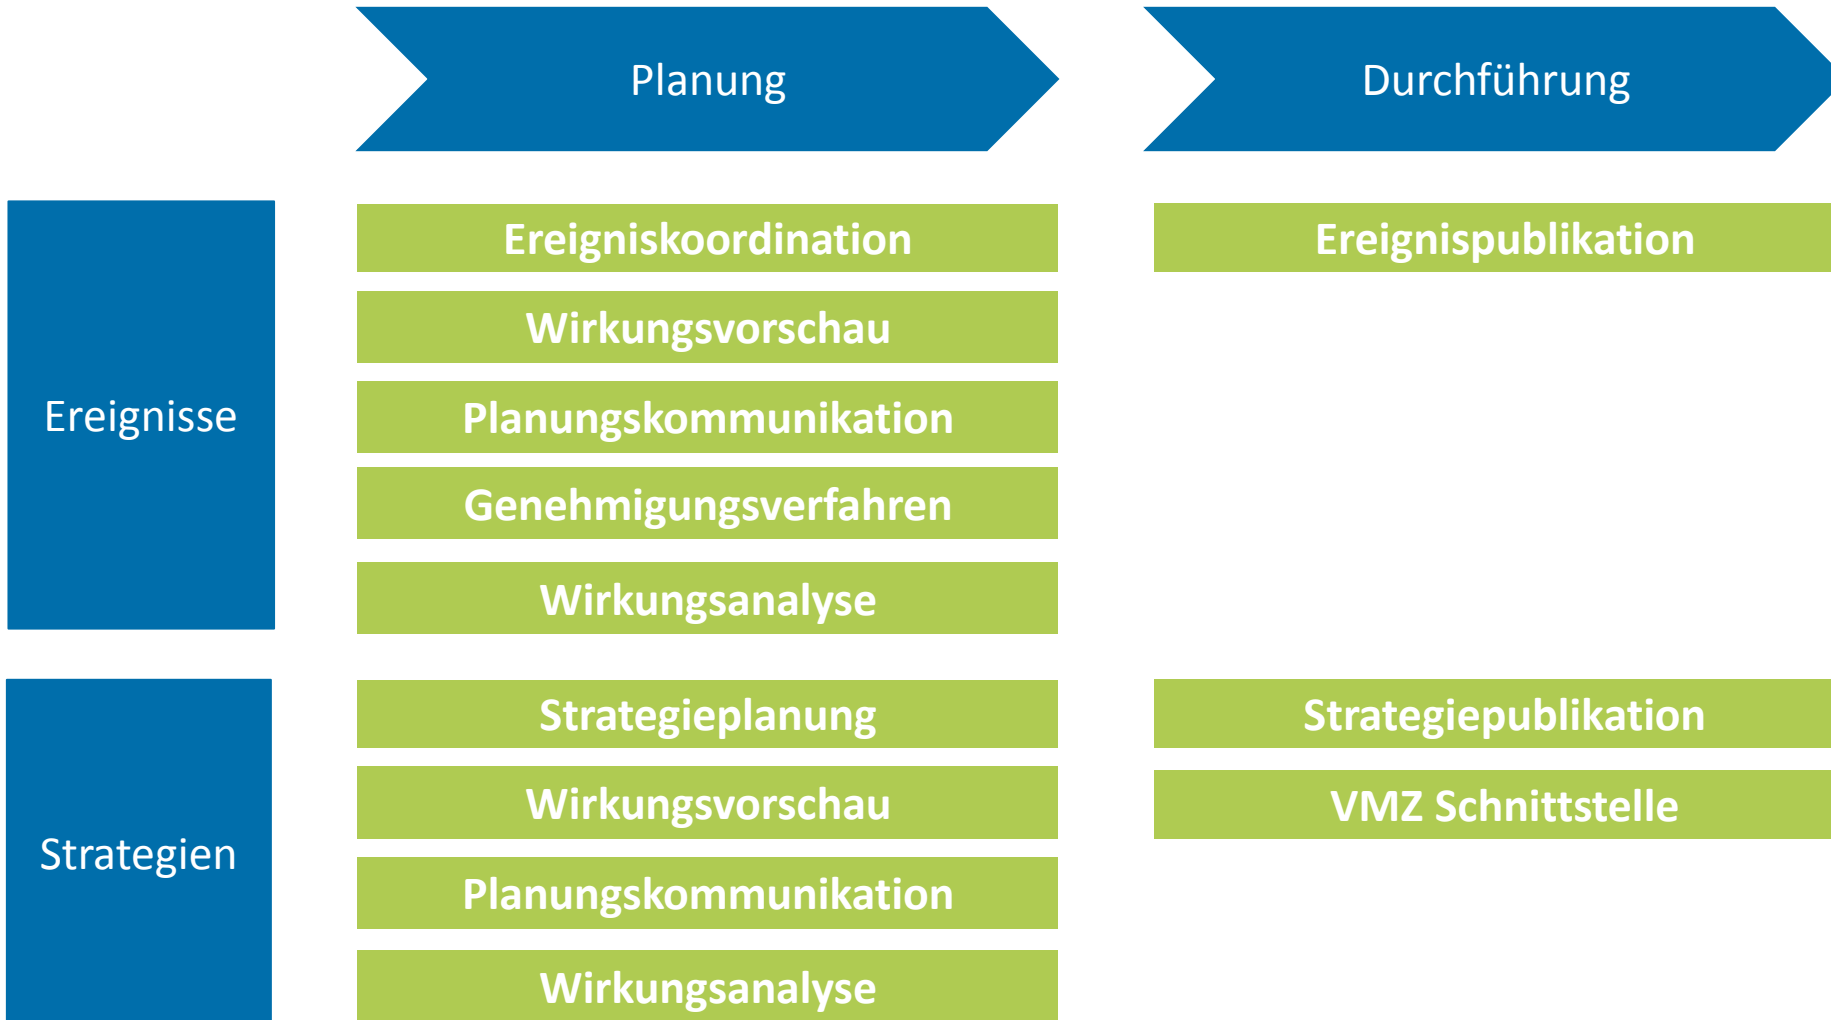 Planung
Durchführung
Ereignisse
Ereigniskoordination
Ereignispublikation
Wirkungsvorschau
Planungskommunikation
Genehmigungsverfahren
Wirkungsanalyse
Strategien
Strategieplanung
Strategiepublikation
Wirkungsvorschau
VMZ Schnittstelle
Planungskommunikation
Wirkungsanalyse